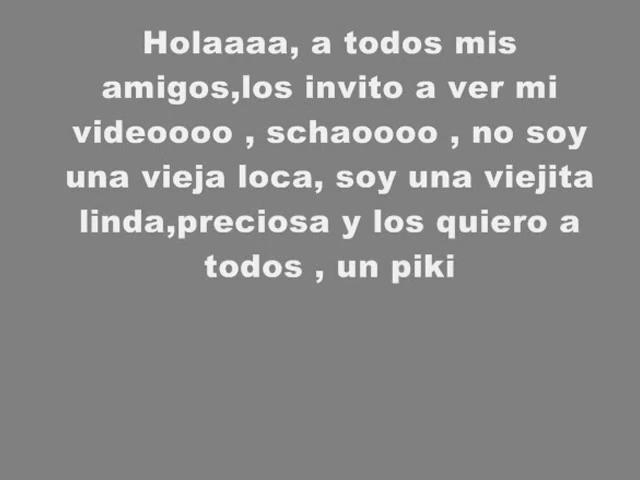 Holaaaa, a todos mis
amigos,los invito a ver mi
videoooo , schaoooo , no soy
una vieja loca, soy una viejita
linda,preciosa y los quiero a
todos , un piki